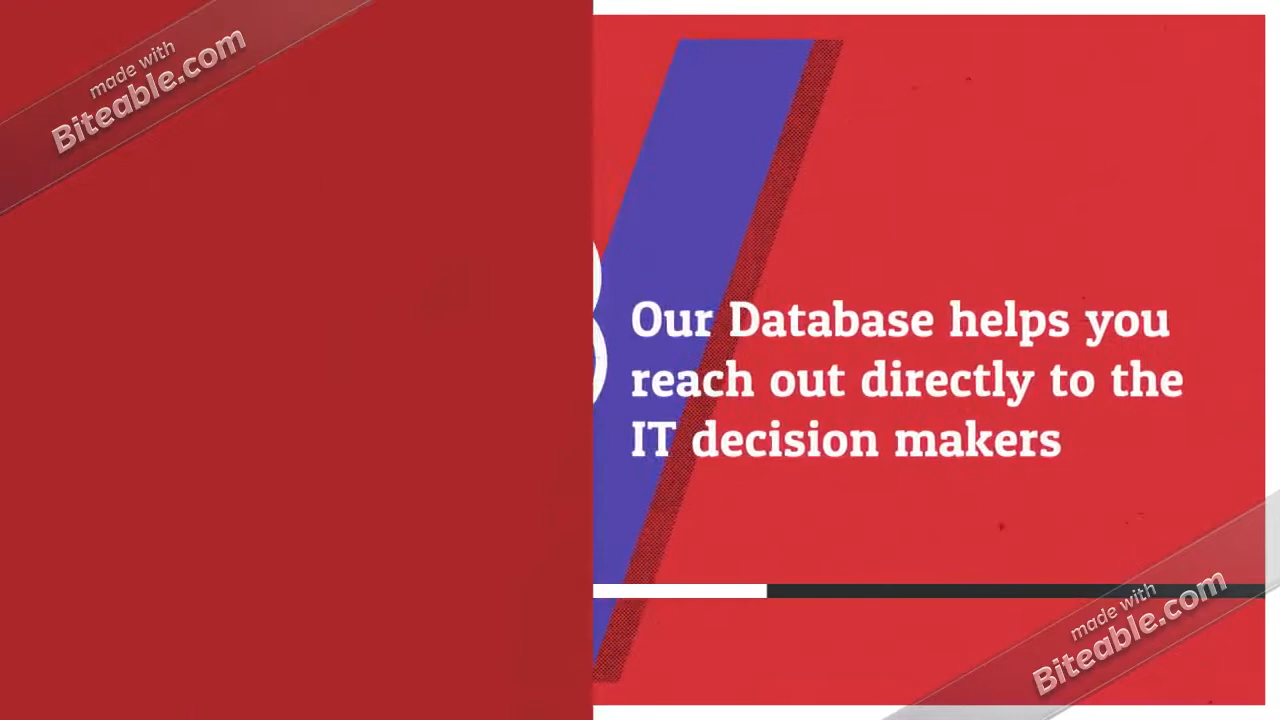 made with
Biteable.com
Our Database helps you
reach out directly to the
IT decision makers
made with
Biteable.com